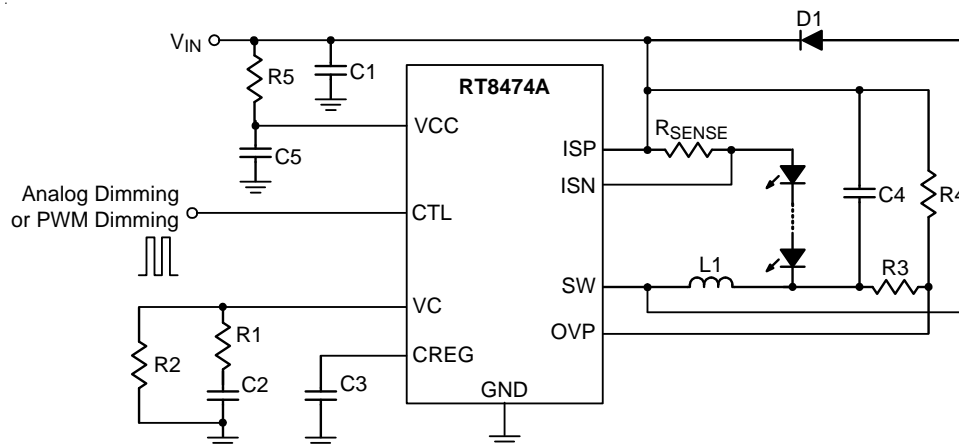 D1
VIN
R5
C1
RT8474A
VCC
ISP
RSENSE
C5
ISN
Analog Dimming
or PWM Dimming
CTL
C4
R4
L1
R3
SW
VC
OVP
R1
R2
CREG
C2
C3
GND